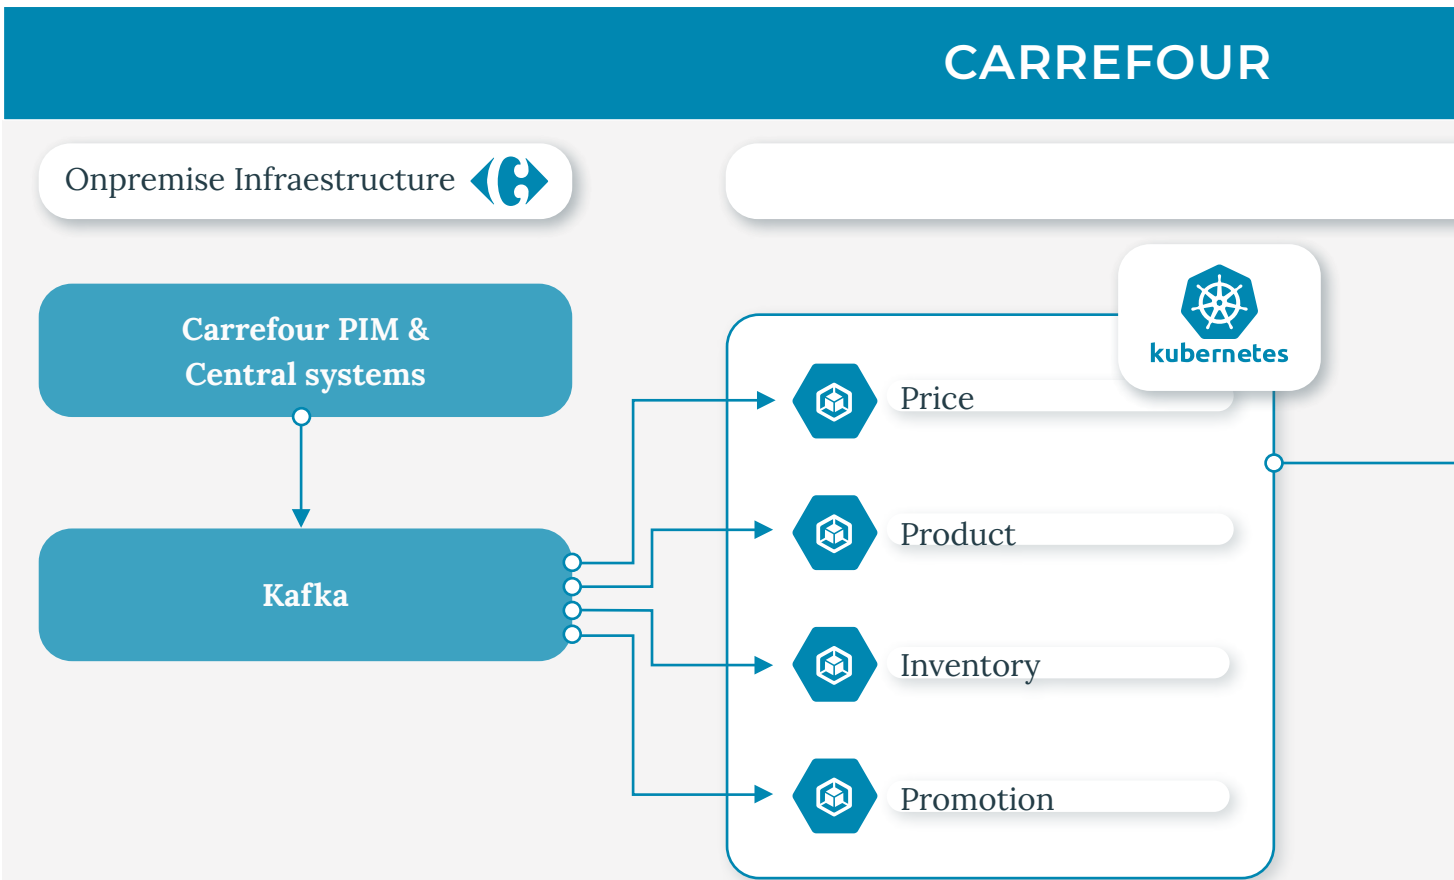 CARREFOUR
Onpremise Infraestructure
Carrefour PIM &
Central systems
Kafka
kubernetes
Price
Product
Inventory
Promotion